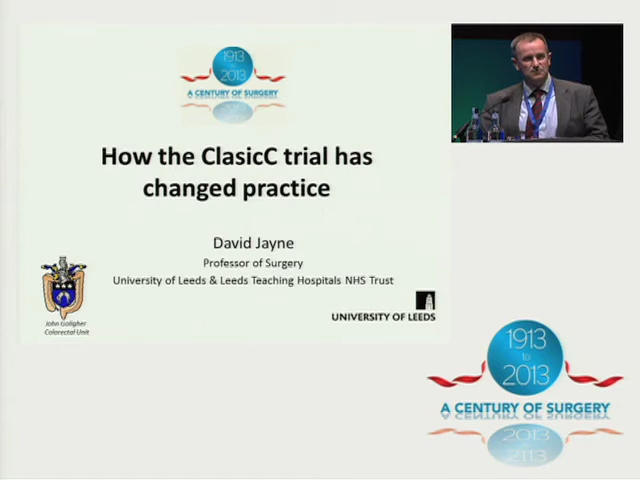 1913
to
2013
A CENTURY OF SURGERY
How the ClasicC trial has
changed practice
David Jayne
Professor of Surgery
University of Leeds & Leeds Teaching Hospitals NHS Trust
John Goligher
Colorectal Unit
UNIVERSITY OF LEEDS
1913
to
2013
A CENTURY OF SURGERY